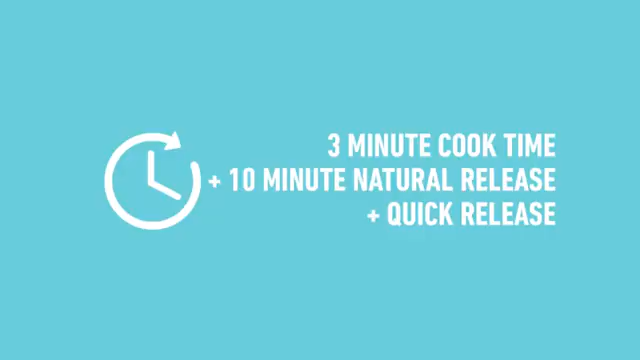 3 MINUTE COOK TIME
+ 10 MINUTE NATURAL RELEASE
+ QUICK RELEASE